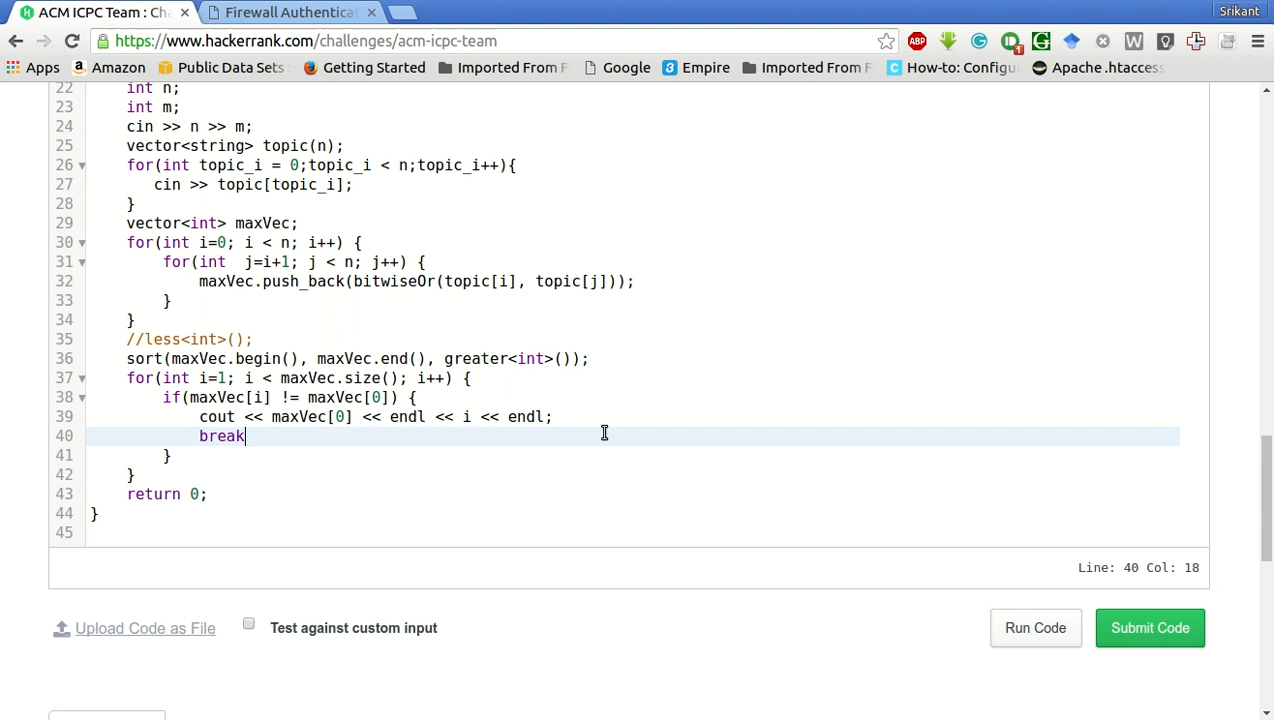 ACM ICPC Team : Cha
Firewall Authenticat
Srikant
https://www.hackerrank.com/challenges/acm-icpc-team
ABP
1
G
W
Apps
Amazon
Public Data Sets
Getting Started
Imported From F
Google
Empire
Imported From F
How-to: Configu
Apache .htaccess
22 int n;
23 int m;
24 cin >> n >> m;
25 vector<string> topic(n);
26 for(int topic_i = 0;topic_i < n;topic_i++){
27 cin >> topic[topic_i];
28 }
29 vector<int> maxVec;
30 for(int i=0; i < n; i++) {
31 for(int  j=i+1; j < n; j++) {
32 maxVec.push_back(bitwiseOr(topic[i], topic[j]));
33 }
34 }
35 //less<int>();
36 sort(maxVec.begin(), maxVec.end(), greater<int>());
37 for(int i=1; i < maxVec.size(); i++) {
38 if(maxVec[i] != maxVec[0]) {
39 cout << maxVec[0] << endl << i << endl;
40 break
41 }
42 }
43 return 0;
44 }
45
Line: 40 Col: 18
Upload Code as File
Test against custom input
Run Code
Submit Code